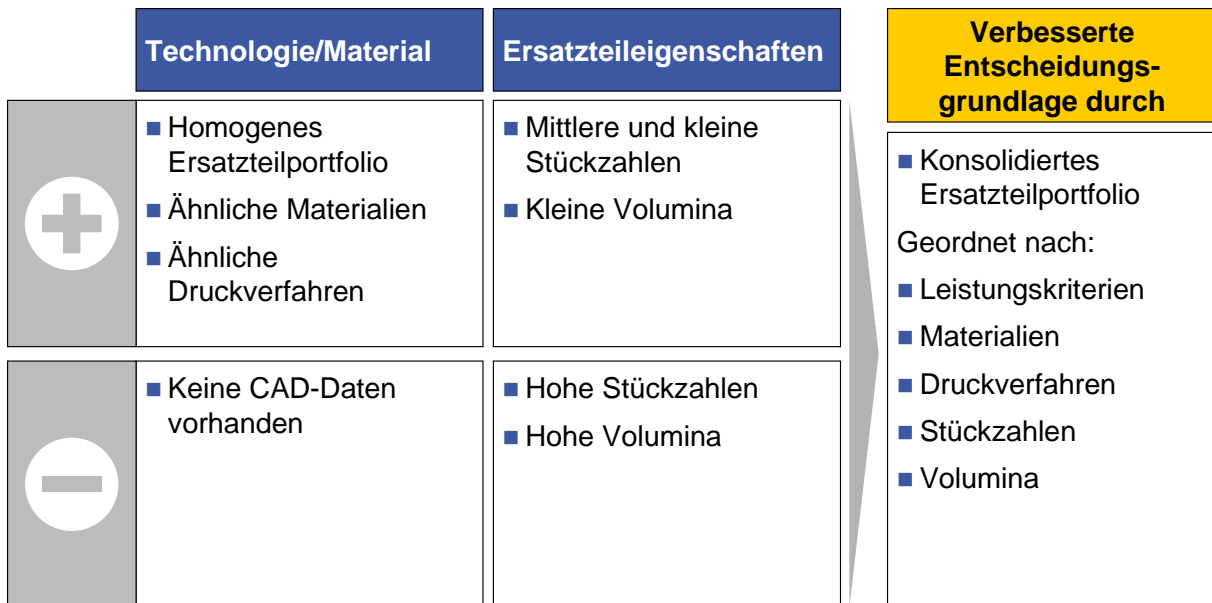 Technologie/Material
Ersatzteileigenschaften
Verbesserte
Entscheidungs-
grundlage durch
Homogenes
Ersatzteilportfolio
Ähnliche Materialien
Ähnliche
Druckverfahren
Mittlere und kleine
Stückzahlen
Kleine Volumina
Keine CAD-Daten
vorhanden
Hohe Stückzahlen
Hohe Volumina
Konsolidiertes
Ersatzteilportfolio
Geordnet nach:
Leistungskriterien
Materialien
Druckverfahren
Stückzahlen
Volumina